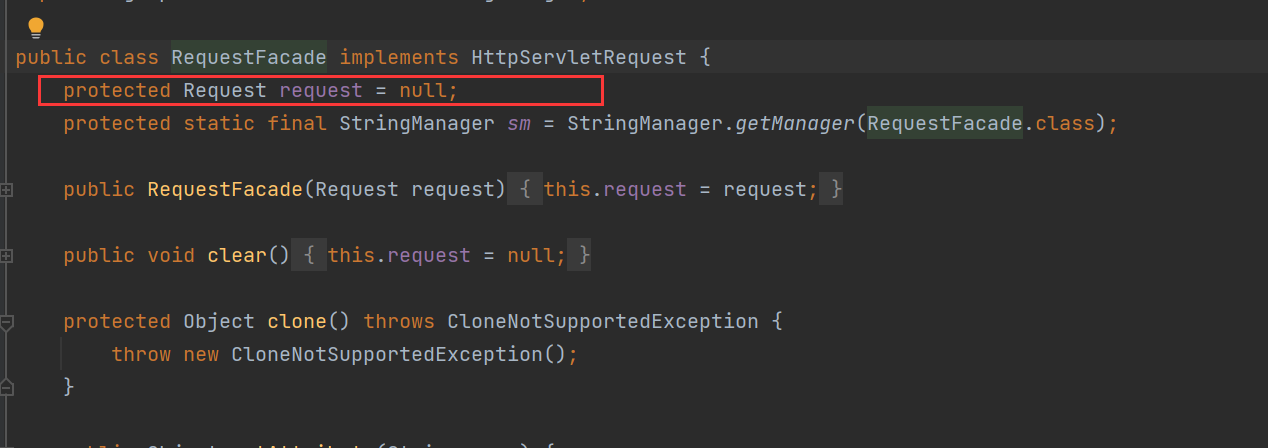 public class RequestFacade implements HttpServletRequest {
protected Request request = null;
protected static final StringManager sm = StringManager.getManager(RequestFacade.class);
public RequestFacade(Request request) { this.request = request; }
public void clear() { this.request = null; }
protected Object clone() throws CloneNotSupportedException {
throw new CloneNotSupportedException();
}